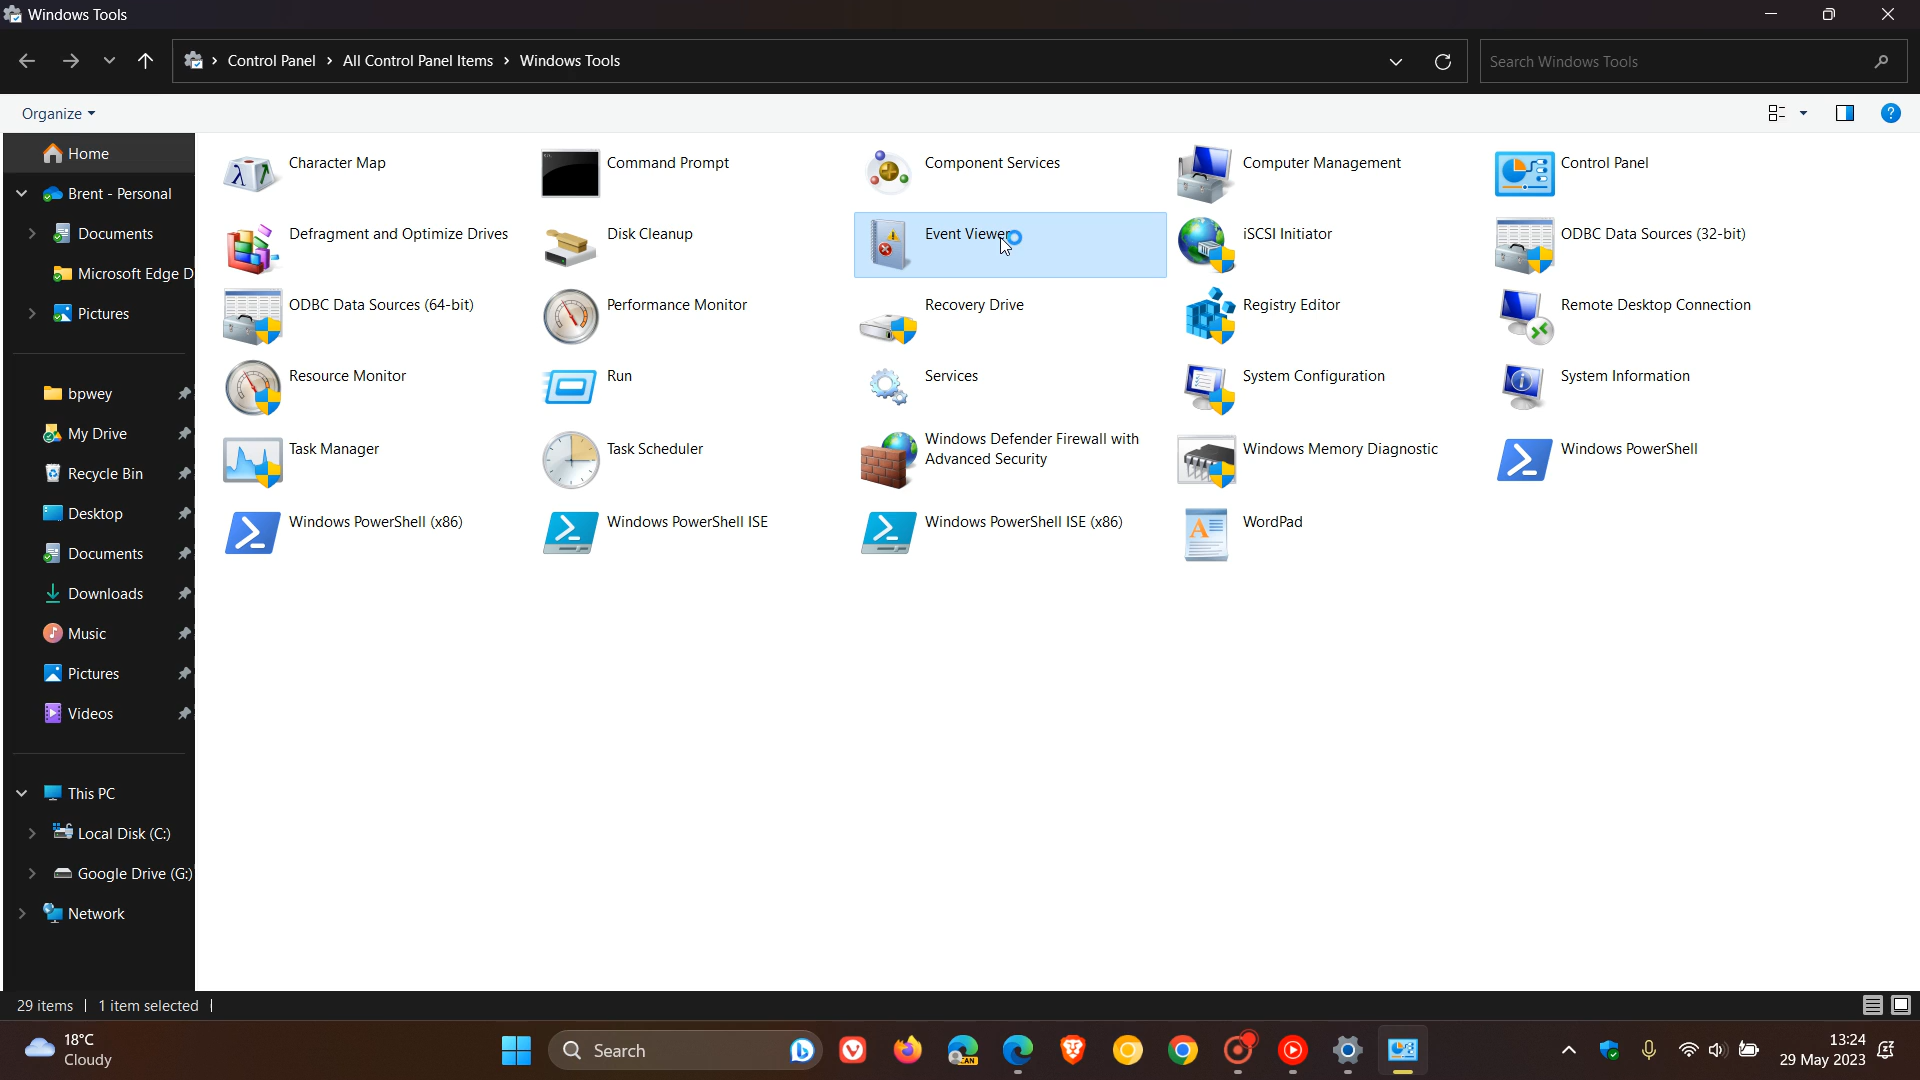 Windows Tools
Control Panel > All Control Panel Items > Windows Tools
Search Windows Tools
Organize
Home
Brent - Personal
Documents
Microsoft Edge D
Pictures
bpwey
My Drive
Recycle Bin
Desktop
Documents
Downloads
Music
Pictures
Videos
This PC
Local Disk (C:)
Google Drive (G:)
Network
Character Map
Command Prompt
Component Services
Computer Management
Control Panel
Defragment and Optimize Drives
Disk Cleanup
Event Viewer
iSCSI Initiator
ODBC Data Sources (32-bit)
ODBC Data Sources (64-bit)
Performance Monitor
Recovery Drive
Registry Editor
Remote Desktop Connection
Resource Monitor
Run
Services
System Configuration
System Information
Task Manager
Task Scheduler
Windows Defender Firewall with
Advanced Security
Windows Memory Diagnostic
Windows PowerShell
Windows PowerShell (x86)
Windows PowerShell ISE
Windows PowerShell ISE (x86)
WordPad
29 items
1 item selected
18°C
Cloudy
Search
CAN
13:24
29 May 2023